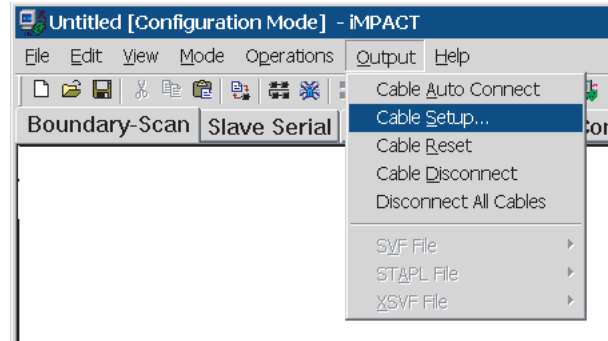 Untitled [Configuration Mode] - iMPACT
File Edit View Mode Operations Output Help
Cable Auto Connect
Boundary-Scan Slave Serial
Cable Setup...
Cable Reset
Cable Disconnect
Disconnect All Cables
SVF File
STAPL File
XSVF File